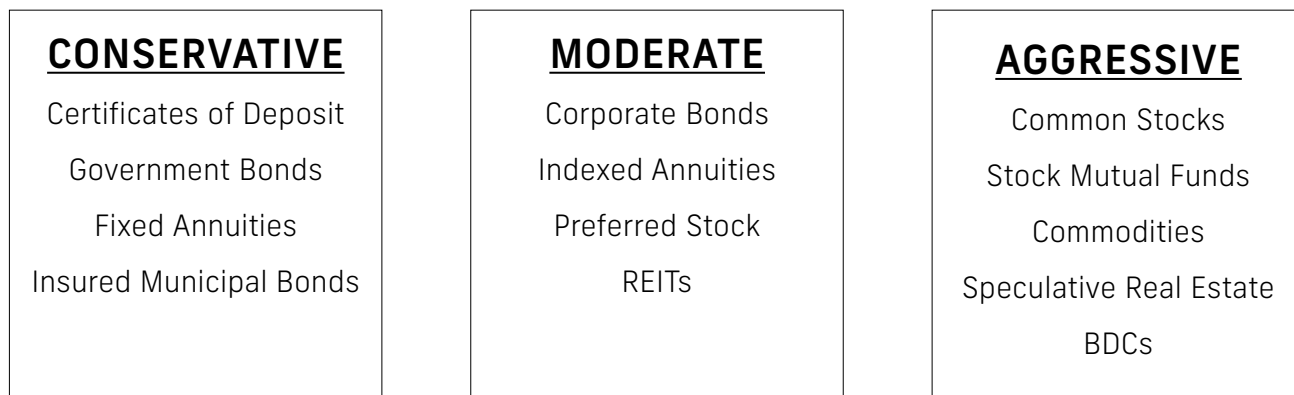 CONSERVATIVE
Certificates of Deposit
Government Bonds
Fixed Annuities
Insured Municipal Bonds
MODERATE
Corporate Bonds
Indexed Annuities
Preferred Stock
REITs
AGGRESSIVE
Common Stocks
Stock Mutual Funds
Commodities
Speculative Real Estate
BDCs